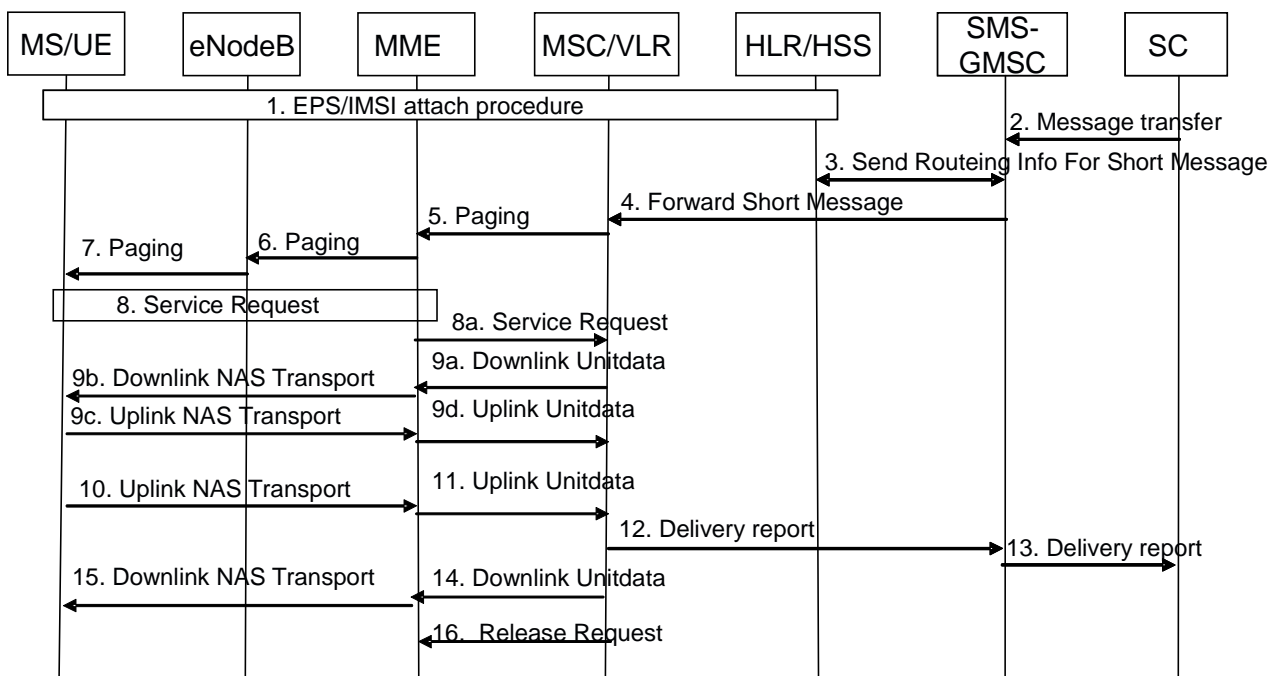 MS/UE
eNodeB
MME
MSC/VLR
HLR/HSS
SMS-
GMSC
SC
1. EPS/IMSI attach procedure
2. Message transfer
3. Send Routeing Info For Short Message
4. Forward Short Message
5. Paging
6. Paging
7. Paging
8. Service Request
8a. Service Request
9a. Downlink Unitdata
9b. Downlink NAS Transport
9c. Uplink NAS Transport
9d. Uplink Unitdata
10. Uplink NAS Transport
11. Uplink Unitdata
12. Delivery report
13. Delivery report
14. Downlink Unitdata
15. Downlink NAS Transport
16. Release Request